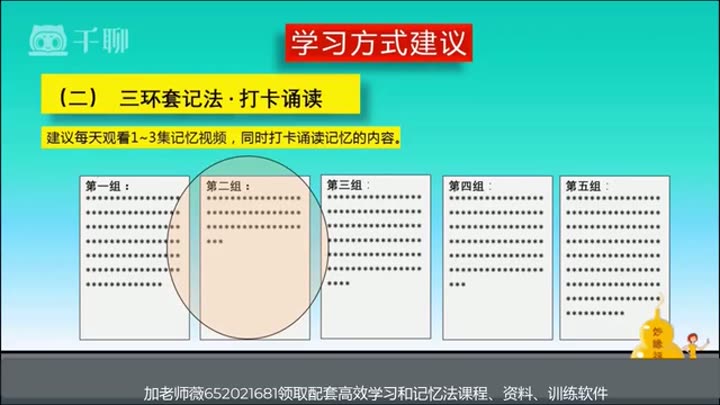 千聊
学习方式建议
（二） 三环套记法·打卡诵读
建议每天观看1~3集记忆视频，同时打卡诵读记忆的内容。
第一组：
第二组：
第三组：
第四组：
第五组：
加老师薇652021681领取配套高效学习和记忆法课程、资料、训练软件